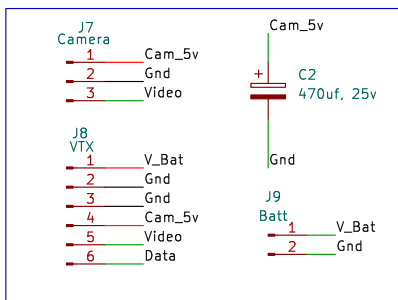 J7
Camera
1 Cam_5v
2 Gnd
3 Video
J8
VTX
1 V_Bat
2 Gnd
3 Gnd
4 Cam_5v
5 Video
6 Data
Cam_5v
+
C2
470uf, 25v
Gnd
J9
Batt
1 V_Bat
2 Gnd